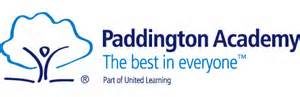 Paddington Academy
The best in everyone™
Part of United Learning
®